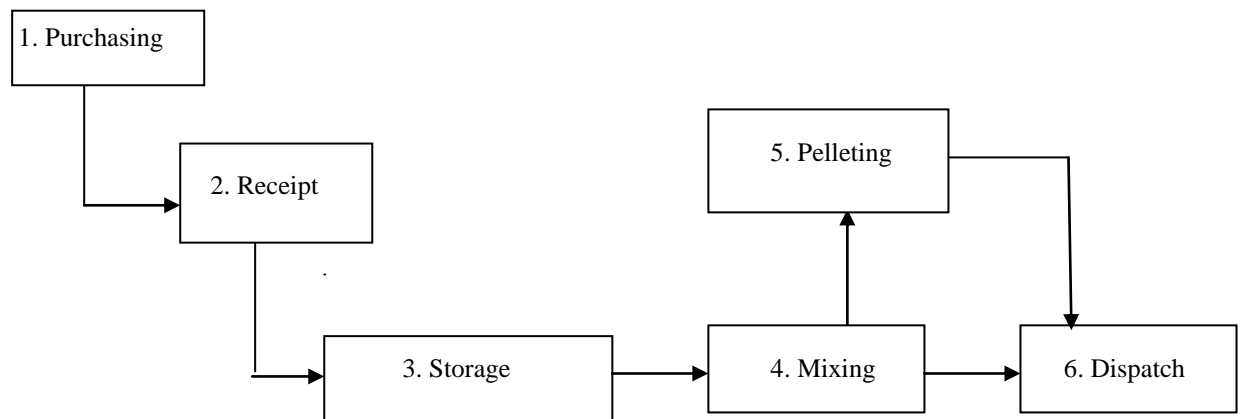 1. Purchasing
2. Receipt
5. Pelleting
3. Storage
4. Mixing
6. Dispatch